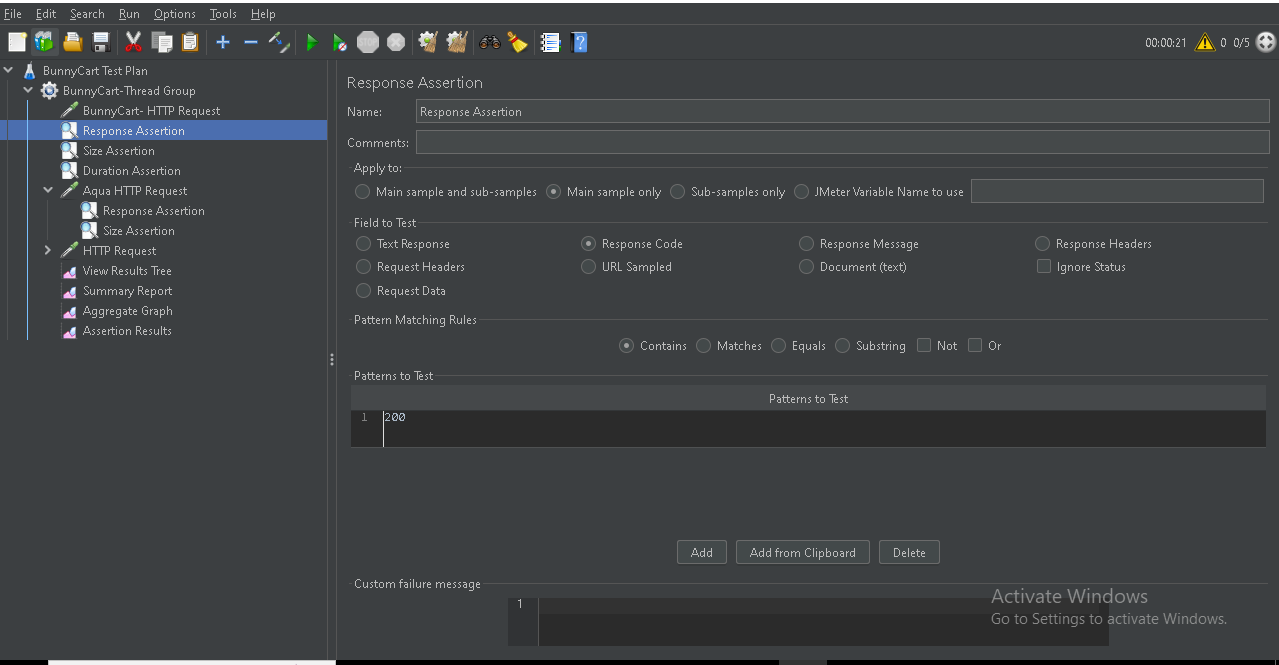 File Edit Search Run Options Tools Help
STOP 00:00:21 0 0/5
BunnyCart Test Plan
BunnyCart-Thread Group
BunnyCart- HTTP Request
Response Assertion
Size Assertion
Duration Assertion
Aqua HTTP Request
Response Assertion
Size Assertion
HTTP Request
View Results Tree
Summary Report
Aggregate Graph
Assertion Results
Response Assertion
Name: Response Assertion
Comments:
Apply to:
Main sample and sub-samples Main sample only Sub-samples only JMeter Variable Name to use
Field to Test
Text Response Response Code Response Message Response Headers
Request Headers URL Sampled Document (text) Ignore Status
Request Data
Pattern Matching Rules
Contains Matches Equals Substring Not Or
Patterns to Test
Patterns to Test
1 200
Add Add from Clipboard Delete
Custom failure message
1
Activate Windows
Go to Settings to activate Windows.